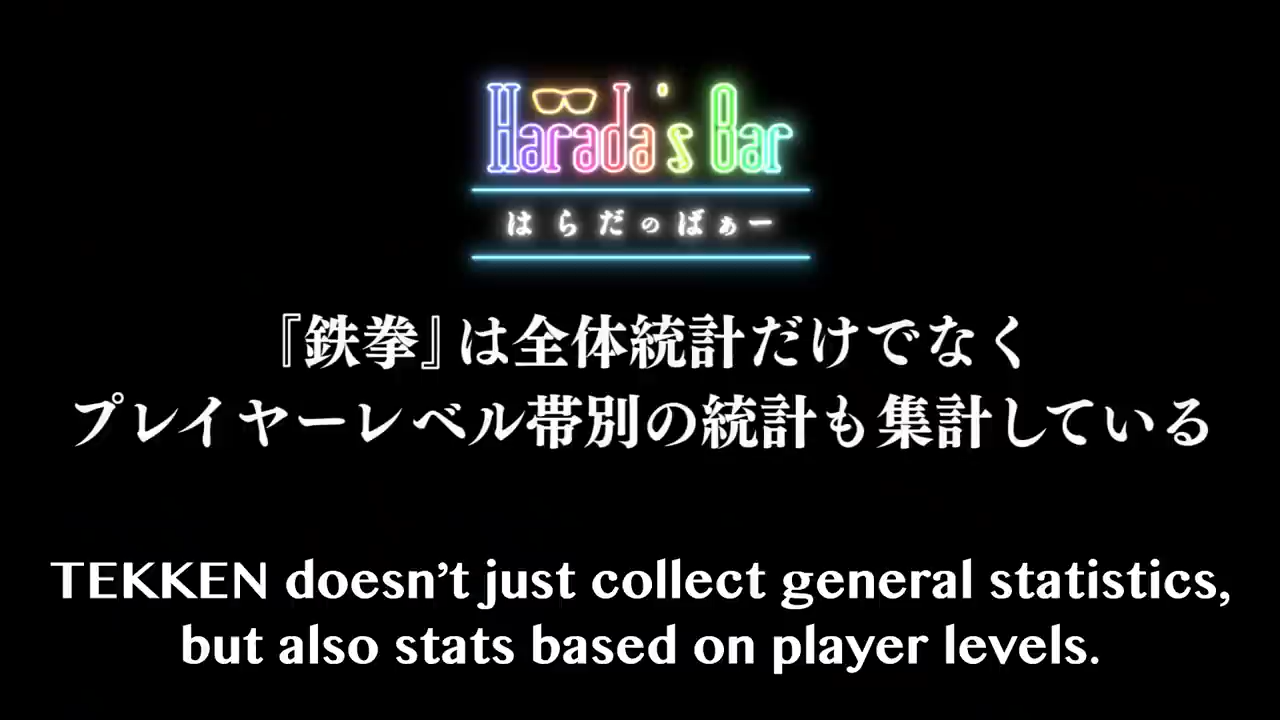 Harada's Bar
はらだのばぁー
『鉄拳』は全体統計だけでなく
プレイヤーレベル帯別の統計も集計している
TEKKEN doesn’t just collect general statistics,
but also stats based on player levels.